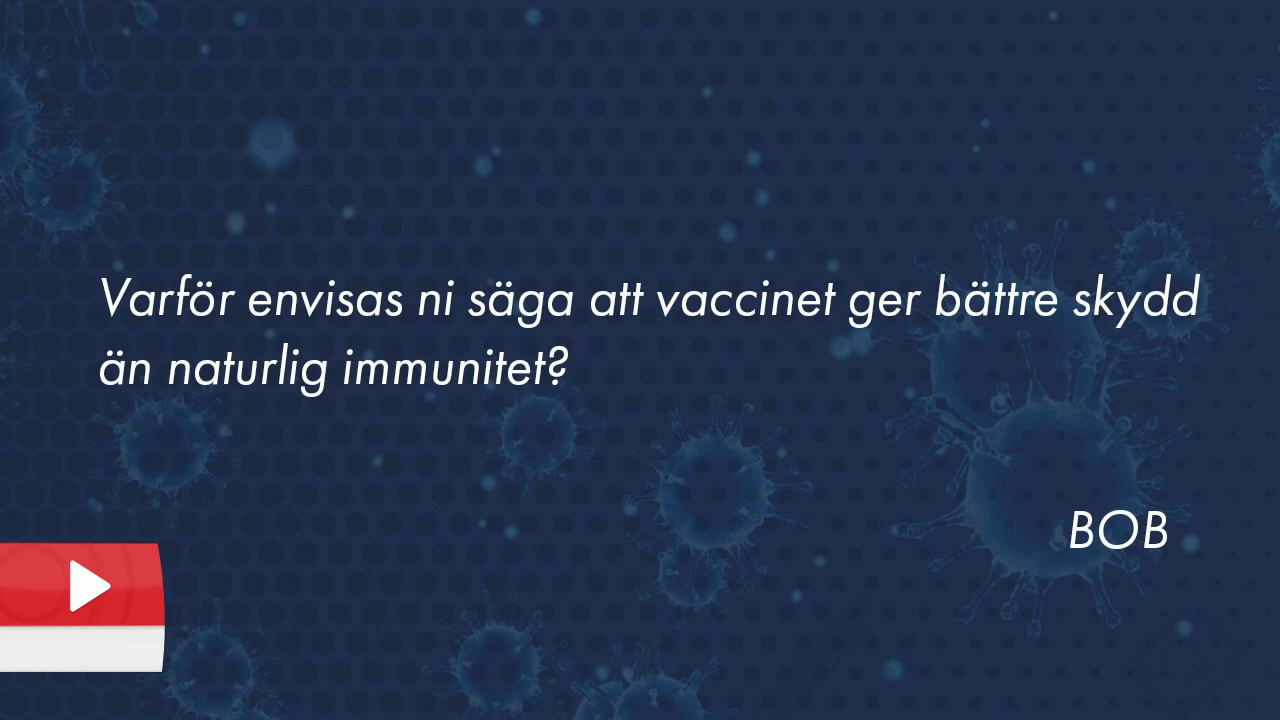 Varför envisas ni säga att vaccinet ger bättre skydd
än naturlig immunitet?
BOB